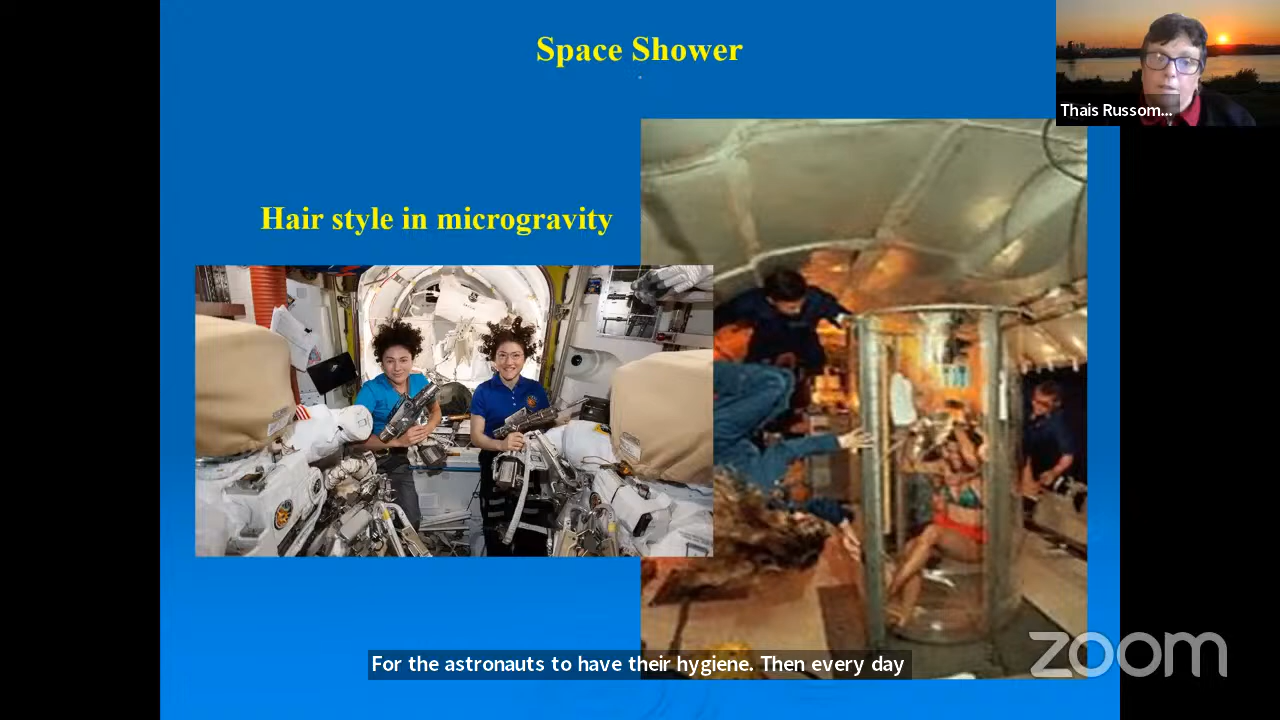 Space Shower
Thais Russom...
Hair style in microgravity
For the astronauts to have their hygiene. Then every day
zoom